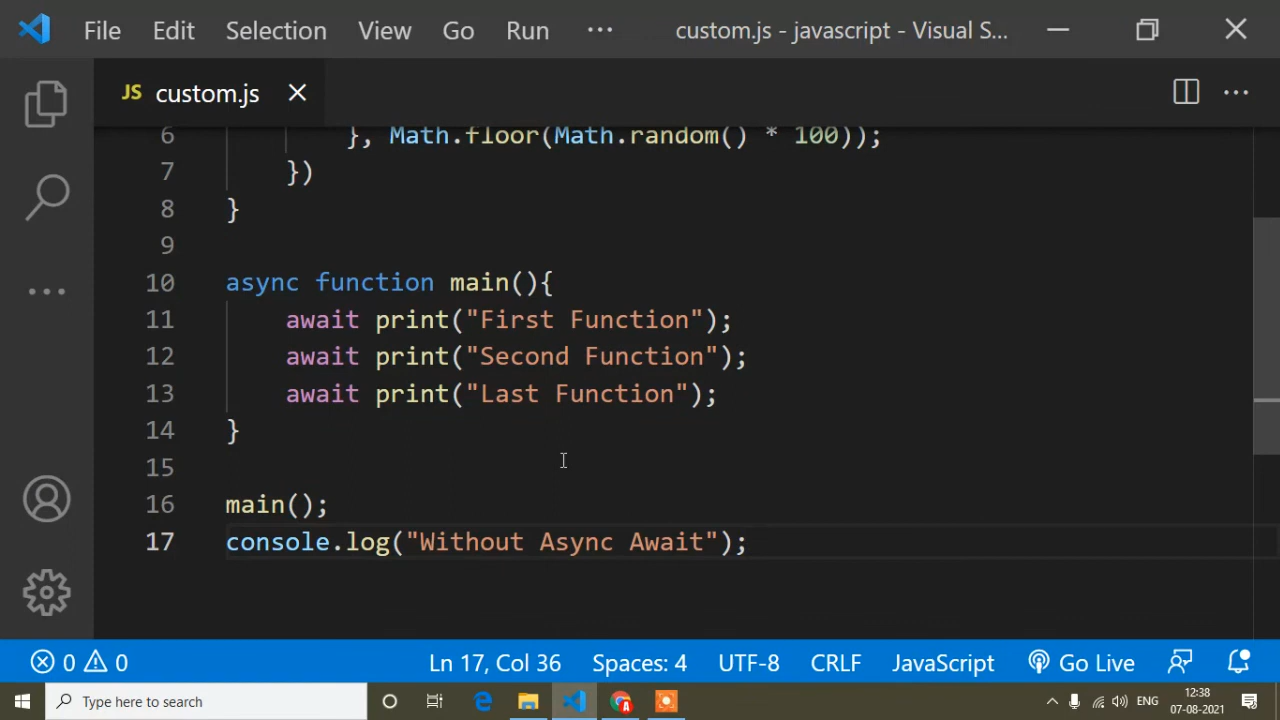 File Edit Selection View Go Run ··· custom.js - javascript - Visual S...
JS custom.js
6 }, Math.floor(Math.random() * 100));
7 })
8 }
9
10 async function main(){
11 await print("First Function");
12 await print("Second Function");
13 await print("Last Function");
14 }
15
16 main();
17 console.log("Without Async Await");
0 0 Ln 17, Col 36 Spaces: 4 UTF-8 CRLF JavaScript Go Live
Type here to search
ENG
12:38
07-08-2021